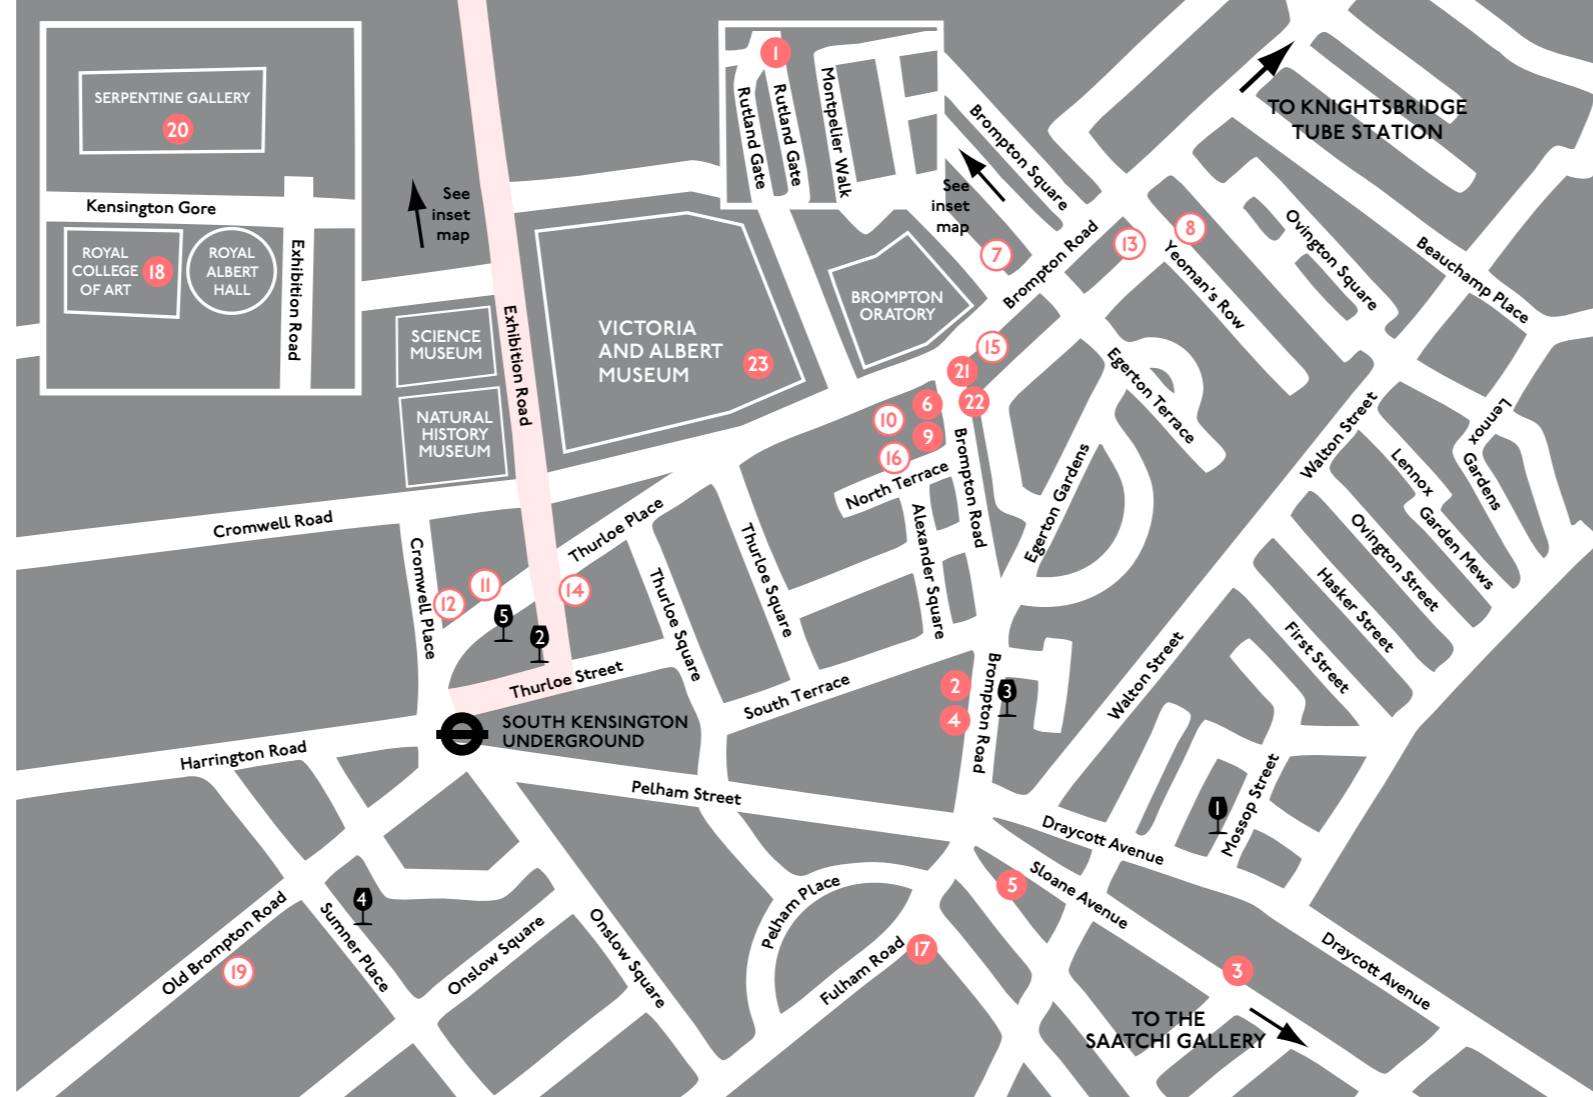 SERPENTINE GALLERY
20
Kensington Gore
ROYAL
COLLEGE
OF ART
18
ROYAL
ALBERT
HALL
Exhibition Road
See
inset
map
1
Rutland Gate
Rutland Gate
Montpelier Walk
Brompton Square
See
inset
map
TO KNIGHTSBRIDGE
TUBE STATION
7
13
8
Brompton Road
Yeoman's Row
Ovington Square
Beauchamp Place
SCIENCE
MUSEUM
NATURAL
HISTORY
MUSEUM
Exhibition Road
VICTORIA
AND ALBERT
MUSEUM
23
BROMPTON
ORATORY
15
21
22
6
10
9
16
North Terrace
Brompton Road
Egerton Terrace
Egerton Gardens
Walton Street
Lennox
Gardens
Lennox
Garden Mews
Ovington Street
Hasker Street
First Street
Cromwell Road
Cromwell Place
Thurloe Place
Thurloe Square
Thurloe Square
Alexander Square
12
11
14
5
2
Thurloe Street
South Terrace
SOUTH KENSINGTON
UNDERGROUND
Harrington Road
Pelham Street
2
4
3
Brompton Road
Walton Street
1
Mossop Street
Draycott Avenue
Sloane Avenue
5
Pelham Place
Fulham Road
17
3
Draycott Avenue
TO THE
SAATCHI GALLERY
4
Old Brompton Road
19
Sumner Place
Onslow Square
Onslow Square